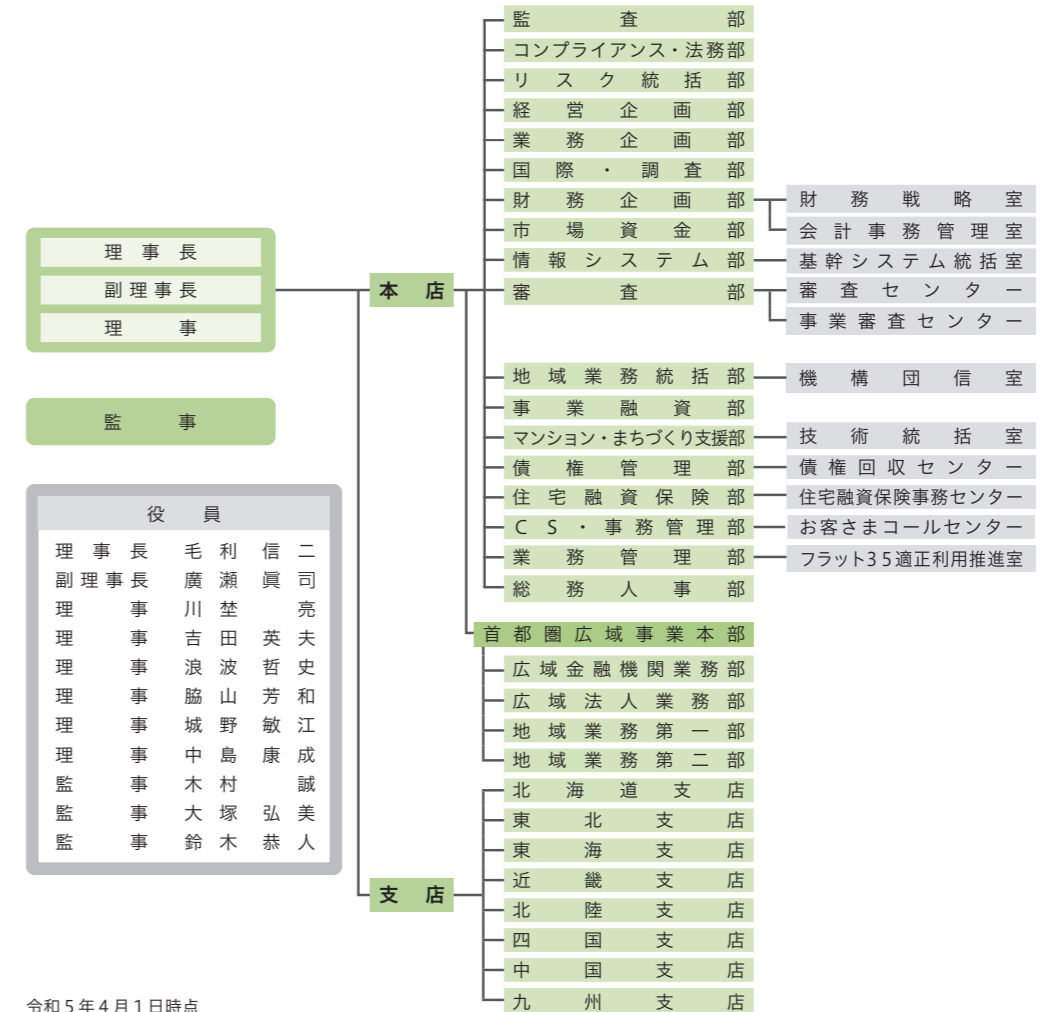 理事長
副理事長
理事
監事
役員
理事長 毛利信二
副理事長 廣瀬眞司
理事 川埜亮
理事 吉田英夫
理事 浪波哲史
理事 脇山芳和
理事 城野敏江
理事 中島康成
監事 木村誠
監事 大塚弘美
監事 鈴木恭人
令和5年4月1日時点
本店
監査部
コンプライアンス・法務部
リスク統括部
経営企画部
業務企画部
国際・調査部
財務企画部
財務戦略室
会計事務管理室
市場資金部
情報システム部
基幹システム統括室
審査部
審査センター
事業審査センター
地域業務統括部
機構団信室
事業融資部
マンション・まちづくり支援部
技術統括室
債権管理部
債権回収センター
住宅融資保険部
住宅融資保険事務センター
CS・事務管理部
お客さまコールセンター
業務管理部
フラット35適正利用推進室
総務人事部
首都圏広域事業本部
広域金融機関業務部
広域法人業務部
地域業務第一部
地域業務第二部
支店
北海道支店
東北支店
東海支店
近畿支店
北陸支店
四国支店
中国支店
九州支店